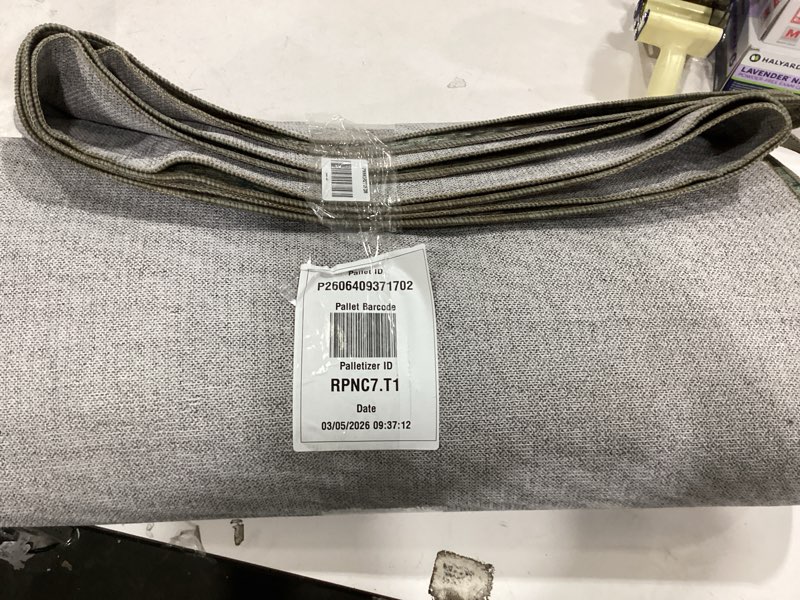 HALYARD
LAVENDER
Pallet ID
P2606409371702
Pallet Barcode
Palletizer ID
RPNC7.T1
Date
03/05/2026 09:37:12